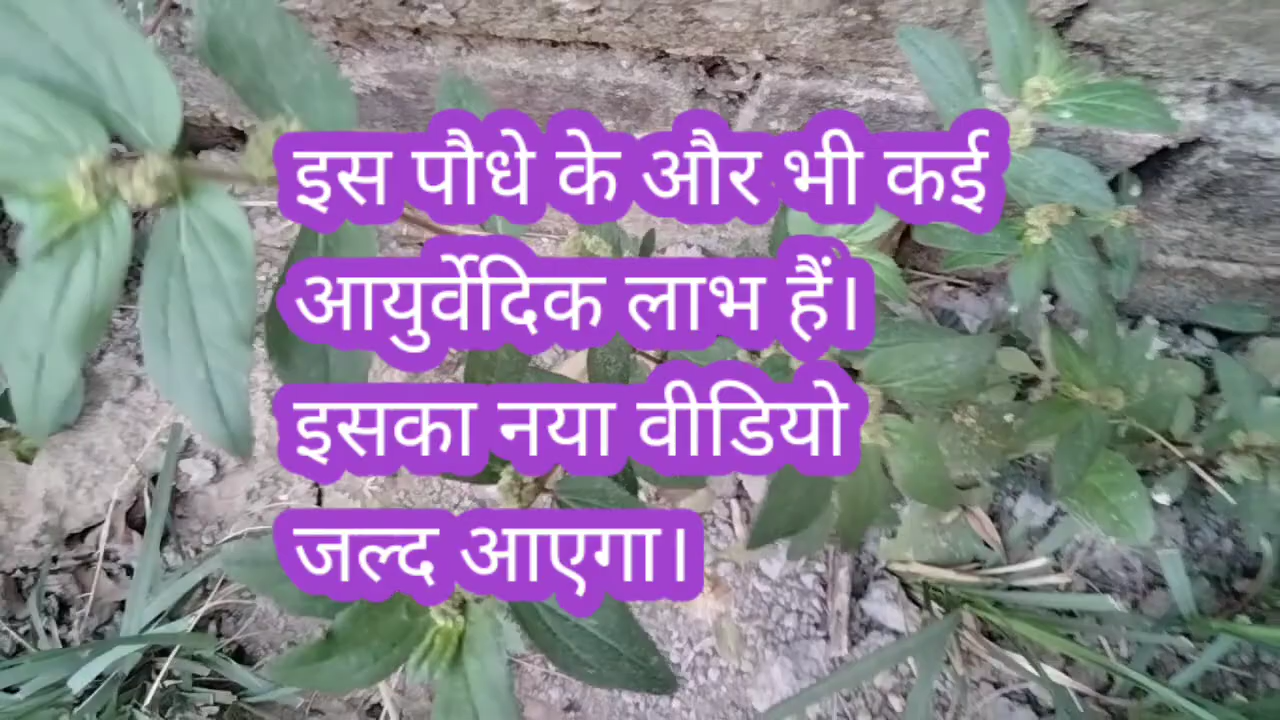 इस पौधे के और भी कई
आयुर्वेदिक लाभ हैं।
इसका नया वीडियो
जल्द आएगा।